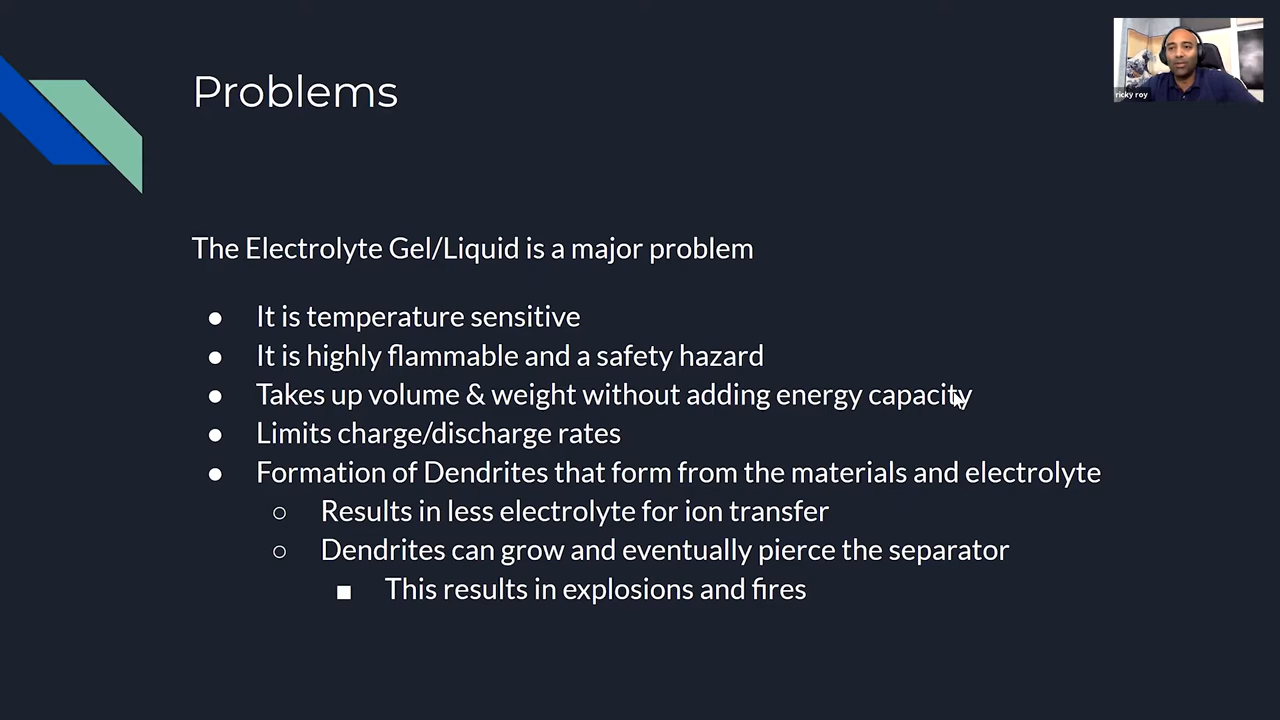 Problems
ricky roy
The Electrolyte Gel/Liquid is a major problem
● It is temperature sensitive
● It is highly flammable and a safety hazard
● Takes up volume & weight without adding energy capacity
● Limits charge/discharge rates
● Formation of Dendrites that form from the materials and electrolyte
○ Results in less electrolyte for ion transfer
○ Dendrites can grow and eventually pierce the separator
■ This results in explosions and fires